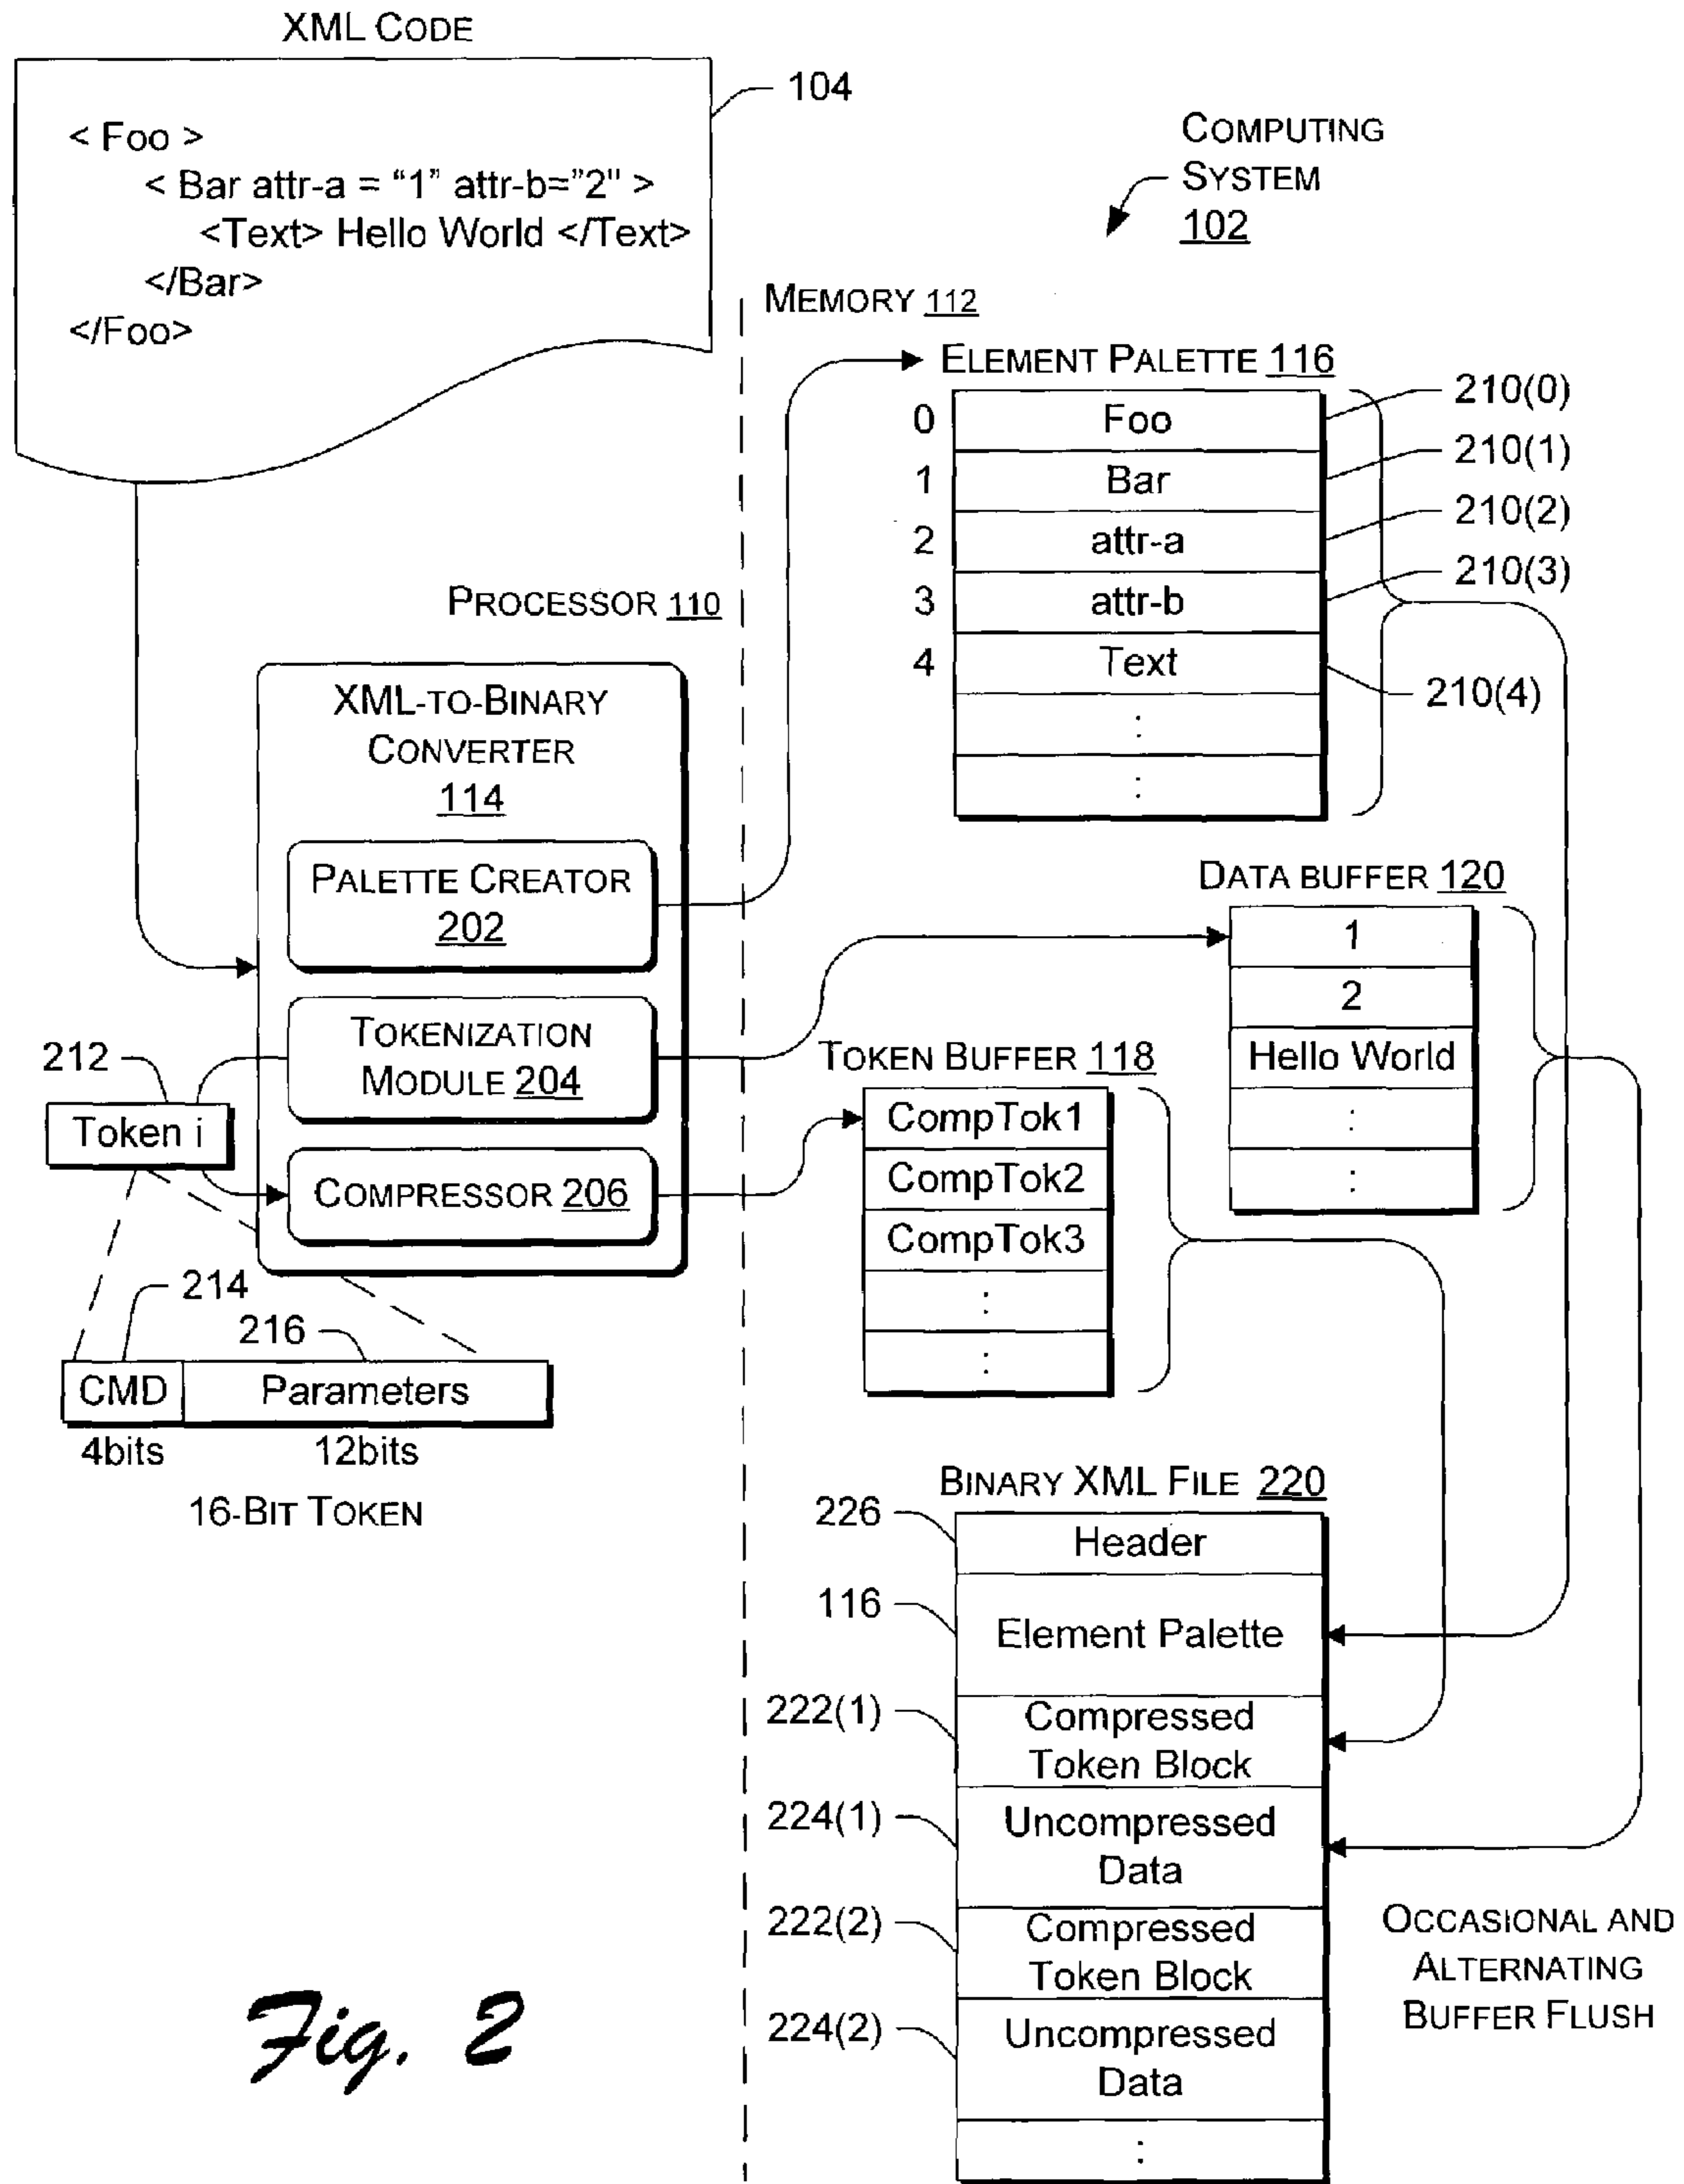 XML CODE
104
< Foo >
< Bar attr-a = “1” attr-b="2" >
<Text> Hello World </Text>
</Bar>
</Foo>
COMPUTING
SYSTEM
102
MEMORY 112
ELEMENT PALETTE 116
0 Foo 210(0)
1 Bar 210(1)
2 attr-a 210(2)
3 attr-b 210(3)
4 Text 210(4)
:
:
PROCESSOR 110
XML-TO-BINARY
CONVERTER
114
PALETTE CREATOR
202
TOKENIZATION
MODULE 204
COMPRESSOR 206
212
Token i
214
216
CMD Parameters
4bits 12bits
16-BIT TOKEN
DATA BUFFER 120
1
2
Hello World
:
:
TOKEN BUFFER 118
CompTok1
CompTok2
CompTok3
:
:
BINARY XML FILE 220
226 Header
116 Element Palette
222(1) Compressed
Token Block
224(1) Uncompressed
Data
222(2) Compressed
Token Block
224(2) Uncompressed
Data
:
OCCASIONAL AND
ALTERNATING
BUFFER FLUSH
Fig. 2